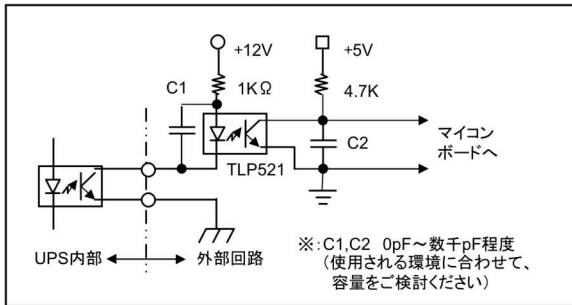 +12V
+5V
C1
1KΩ
4.7K
マイコン
ボードへ
C2
TLP521
UPS内部
外部回路
※:C1,C2 0pF～数千pF程度
(使用される環境に合わせて、
容量をご検討ください)